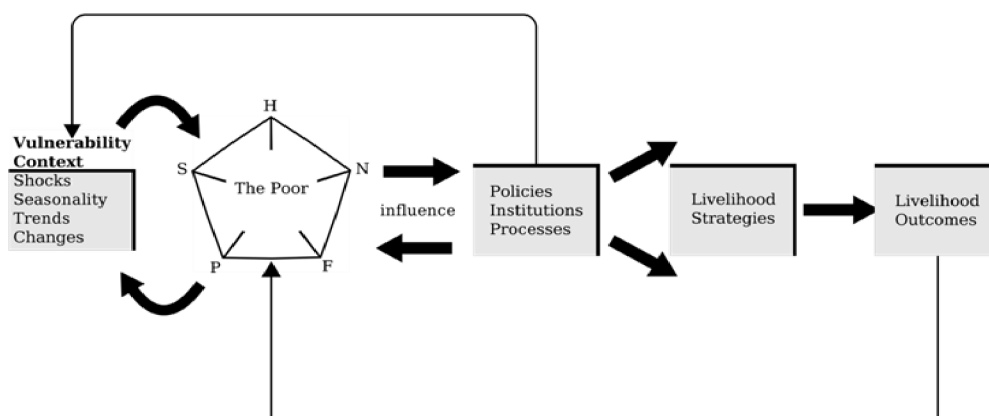 Vulnerability
Context
Shocks
Seasonality
Trends
Changes
H
S
N
The Poor
P
F
influence
Policies
Institutions
Processes
Livelihood
Strategies
Livelihood
Outcomes